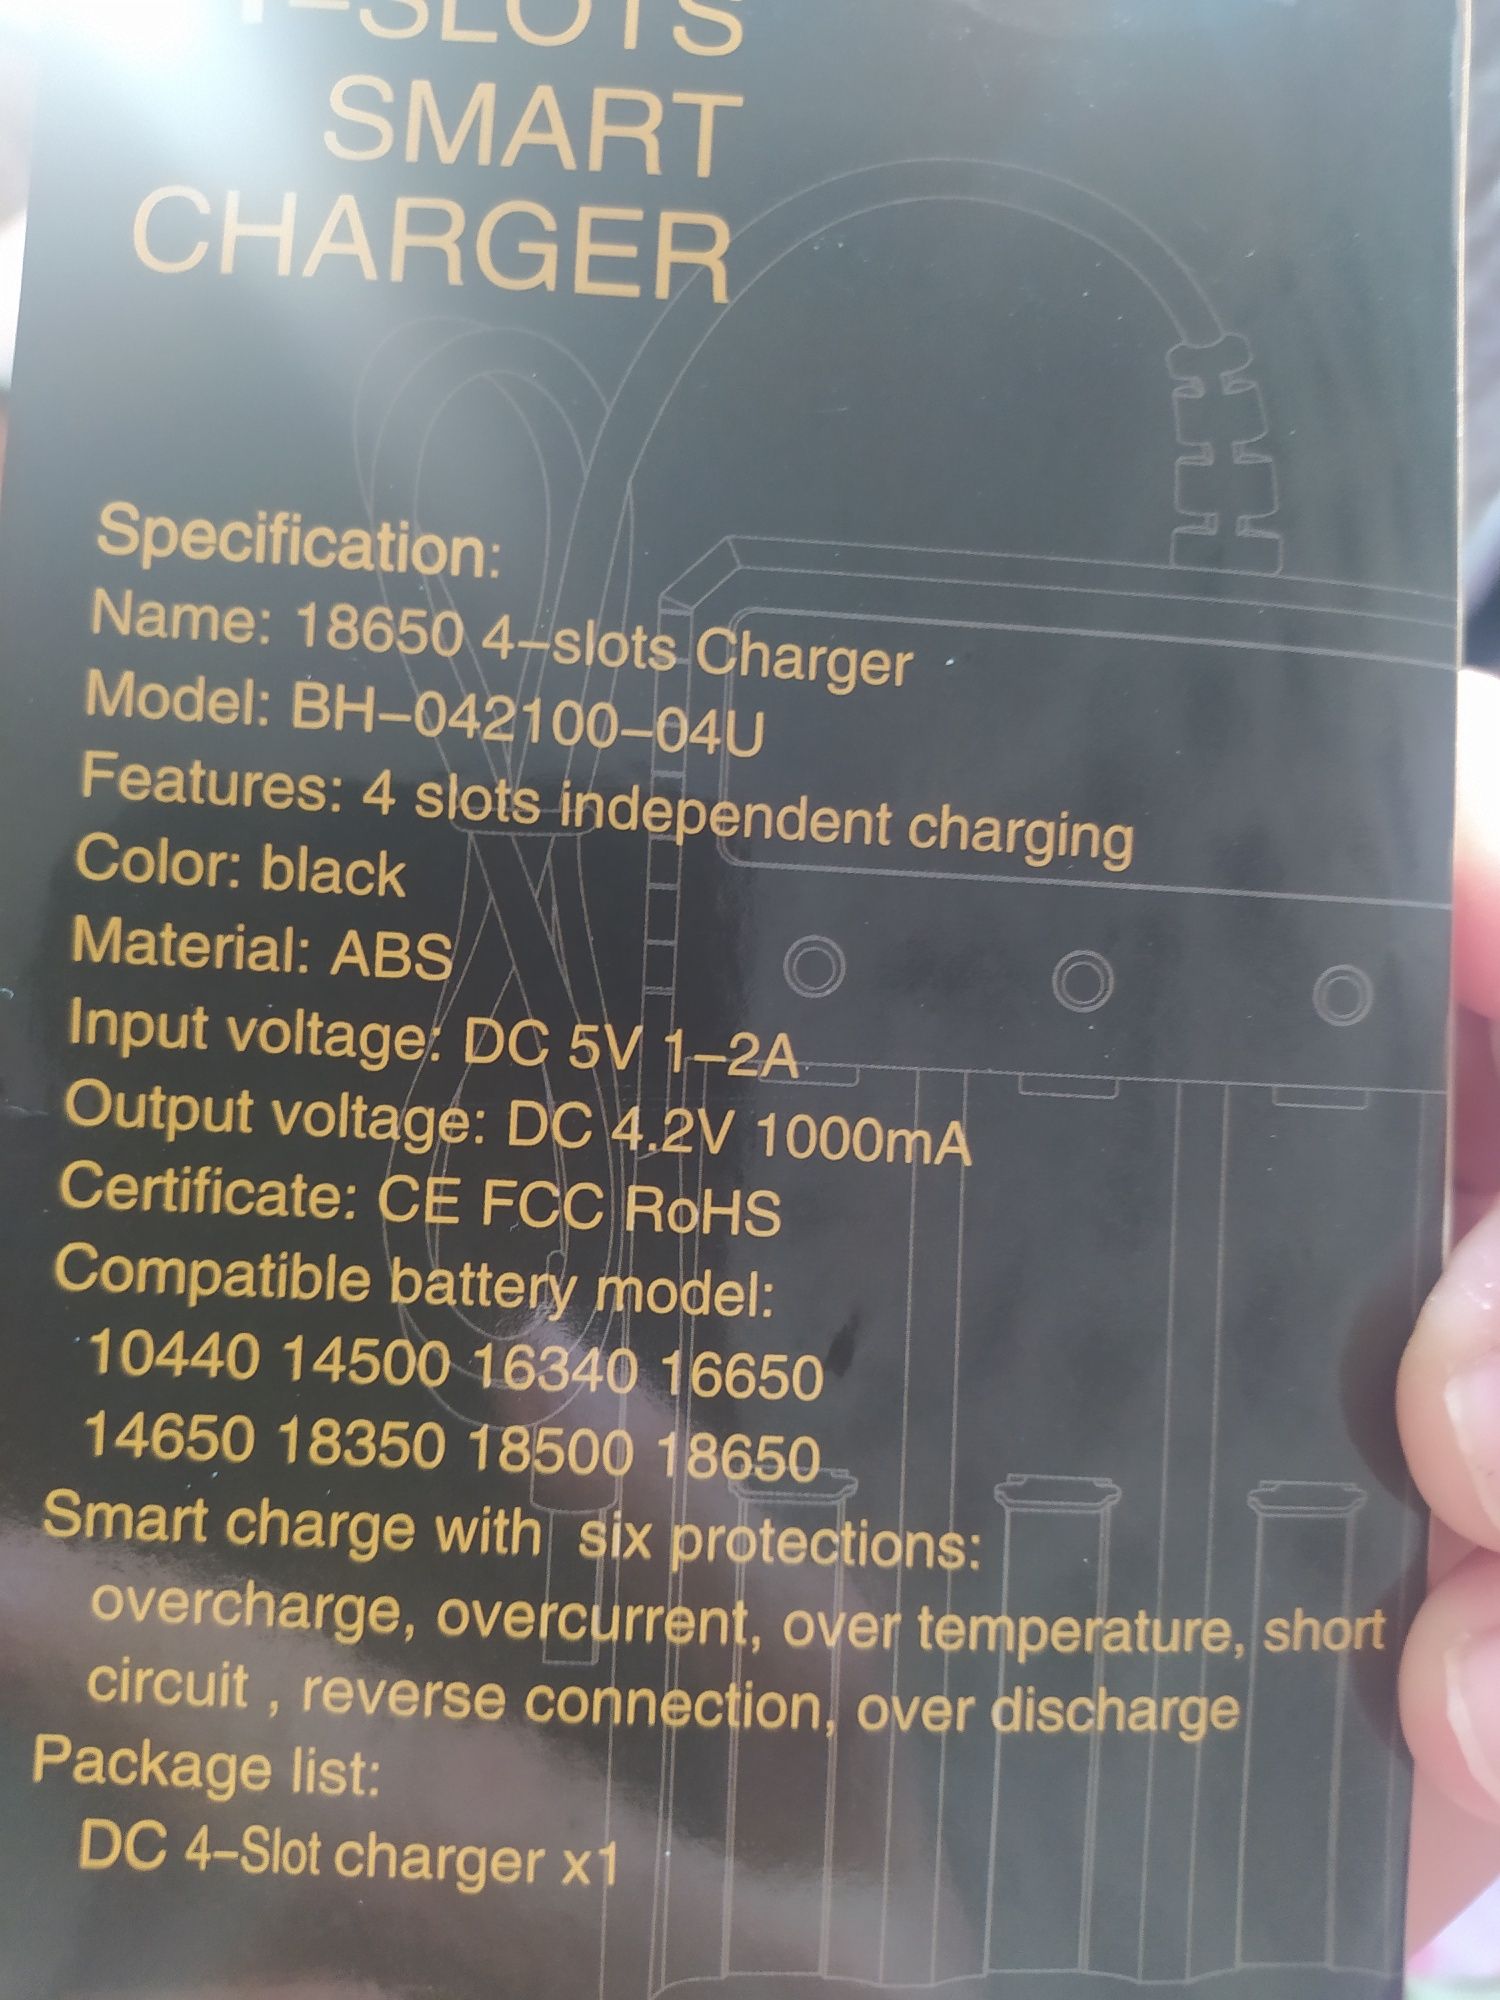 SLOTS
SMART
CHARGER
Specification:
Name: 18650 4-slots Charger
Model: BH-042100-04U
Features: 4 slots independent charging
Color: black
Material: ABS
Input voltage: DC 5V 1-2A
Output voltage: DC 4.2V 1000mA
Certificate: CE FCC RoHS
Compatible battery model:
10440 14500 16340 16650
14650 18350 18500 18650
Smart charge with six protections:
overcharge, overcurrent, over temperature, short
circuit , reverse connection, over discharge
Package list:
DC 4-Slot charger x1